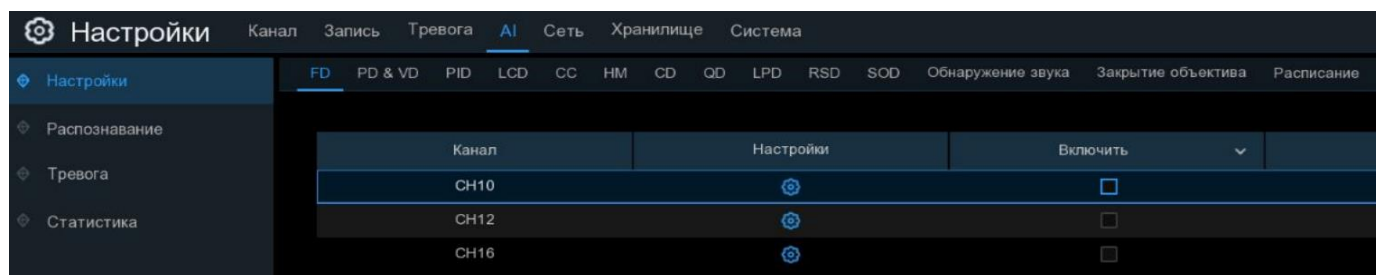 Настройки Канал Запись Тревога AI Сеть Хранилище Система
Настройки FD PD & VD PID LCD CC HM CD QD LPD RSD SOD Обнаружение звука Закрытие объектива Расписание
Распознавание
Канал Настройки Включить
Тревога
CH10
Статистика
CH12
CH16